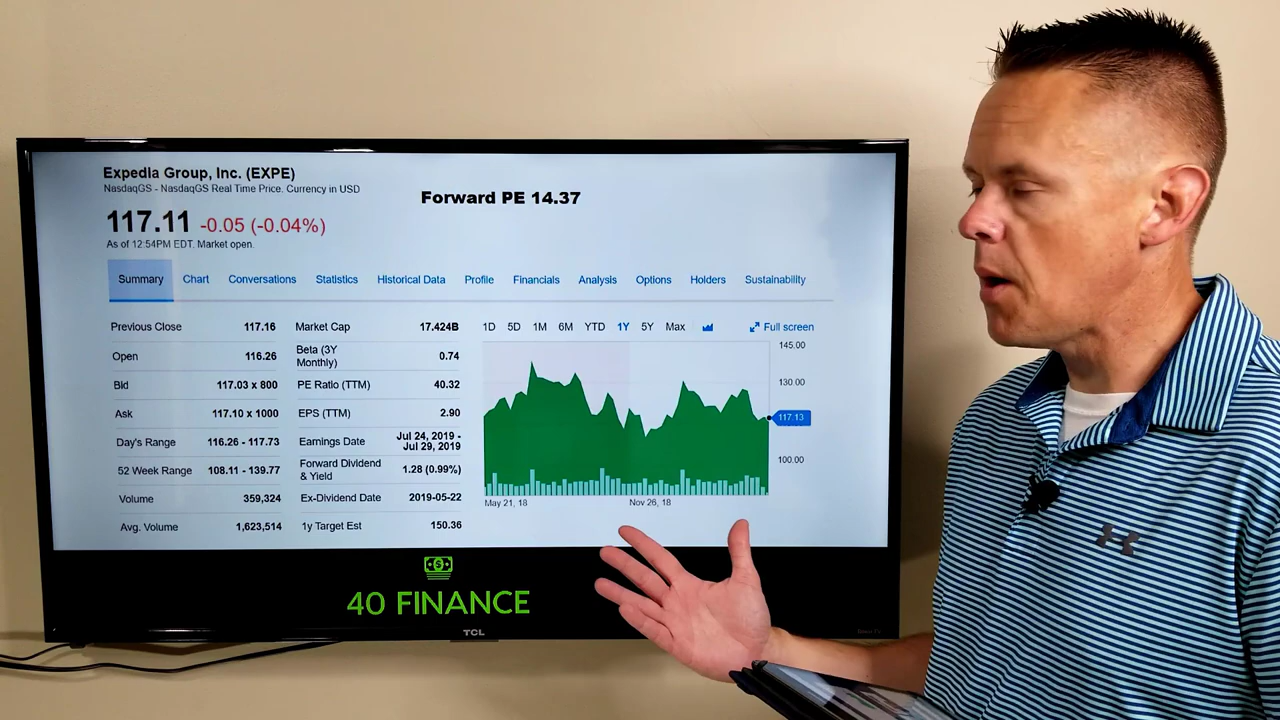 Expedia Group, Inc. (EXPE)
NasdaqGS - NasdaqGS Real Time Price. Currency in USD
Forward PE 14.37
117.11 -0.05 (-0.04%)
As of 12:54PM EDT. Market open.
Summary Chart Conversations Statistics Historical Data Profile Financials Analysis Options Holders Sustainability
Previous Close 117.16
Open 116.26
Bid 117.03 x 800
Ask 117.10 x 1000
Day's Range 116.26 - 117.73
52 Week Range 108.11 - 139.77
Volume 359,324
Avg. Volume 1,623,514
Market Cap 17.424B
Beta (3Y
Monthly) 0.74
PE Ratio (TTM) 40.32
EPS (TTM) 2.90
Earnings Date Jul 24, 2019 -
Jul 29, 2019
Forward Dividend
& Yield 1.28 (0.99%)
Ex-Dividend Date 2019-05-22
1y Target Est 150.36
1D 5D 1M 6M YTD 1Y 5Y Max Full screen
145.00
130.00
117.13
100.00
May 21, 18 Nov 26, 18
40 FINANCE
TCL